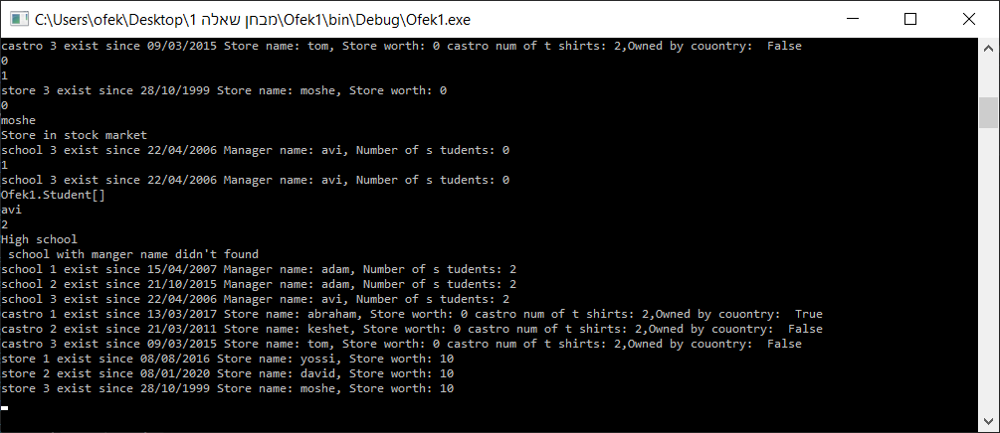 C:\Users\ofek\Desktop\1 מבחן שאלה\Ofek1\bin\Debug\Ofek1.exe
castro 3 exist since 09/03/2015 Store name: tom, Store worth: 0 castro num of t shirts: 2,Owned by couontry:  False
0
1
store 3 exist since 28/10/1999 Store name: moshe, Store worth: 0
0
moshe
Store in stock market
school 3 exist since 22/04/2006 Manager name: avi, Number of s tudents: 0
1
school 3 exist since 22/04/2006 Manager name: avi, Number of s tudents: 0
Ofek1.Student[]
avi
2
High school
 school with manger name didn't found
school 1 exist since 15/04/2007 Manager name: adam, Number of s tudents: 2
school 2 exist since 21/10/2015 Manager name: adam, Number of s tudents: 2
school 3 exist since 22/04/2006 Manager name: avi, Number of s tudents: 2
castro 1 exist since 13/03/2017 Store name: abraham, Store worth: 0 castro num of t shirts: 2,Owned by couontry:  True
castro 2 exist since 21/03/2011 Store name: keshet, Store worth: 0 castro num of t shirts: 2,Owned by couontry:  False
castro 3 exist since 09/03/2015 Store name: tom, Store worth: 0 castro num of t shirts: 2,Owned by couontry:  False
store 1 exist since 08/08/2016 Store name: yossi, Store worth: 10
store 2 exist since 08/01/2020 Store name: david, Store worth: 10
store 3 exist since 28/10/1999 Store name: moshe, Store worth: 10